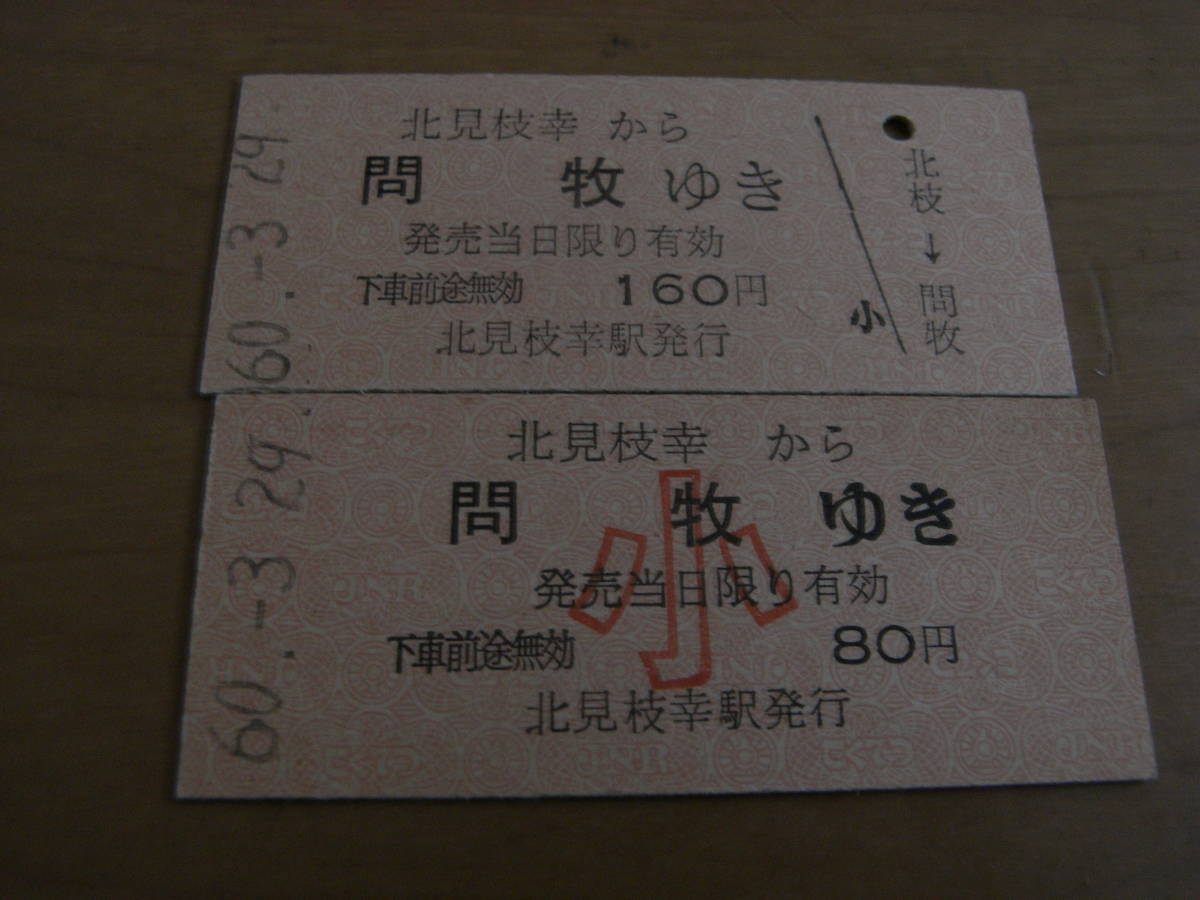 60.-3 29.
北見枝幸 から
問 牧 ゆき
発売当日限り有効
下車前途無効 160円
北見枝幸駅発行
小
北枝→問牧
60.-3 29.
北見枝幸 から
問 牧 ゆき
小
発売当日限り有効
下車前途無効 80円
北見枝幸駅発行